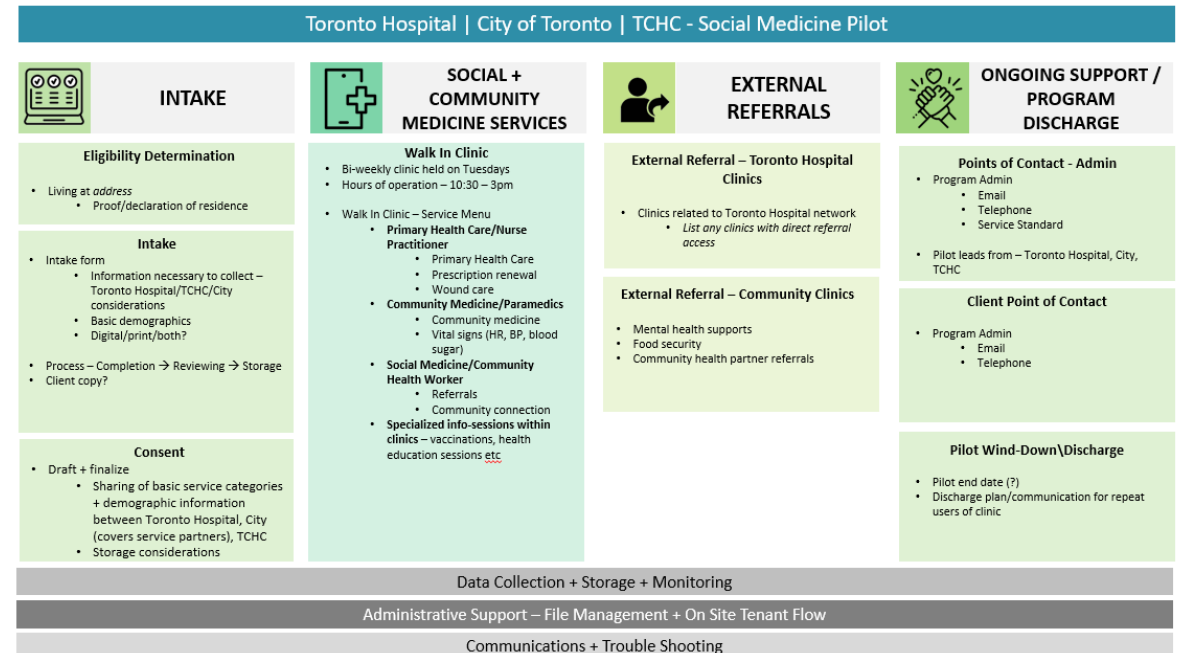 Toronto Hospital | City of Toronto | TCHC - Social Medicine Pilot
INTAKE
Eligibility Determination
• Living at address
• Proof/declaration of residence
Intake
• Intake form
• Information necessary to collect –
Toronto Hospital/TCHC/City
considerations
• Basic demographics
• Digital/print/both?
• Process – Completion → Reviewing → Storage
• Client copy?
Consent
• Draft + finalize
• Sharing of basic service categories
+ demographic information
between Toronto Hospital, City
(covers service partners), TCHC
• Storage considerations
SOCIAL +
COMMUNITY
MEDICINE SERVICES
Walk In Clinic
• Bi-weekly clinic held on Tuesdays
• Hours of operation – 10:30 – 3pm
• Walk In Clinic – Service Menu
• Primary Health Care/Nurse
Practitioner
• Primary Health Care
• Prescription renewal
• Wound care
• Community Medicine/Paramedics
• Community medicine
• Vital signs (HR, BP, blood
sugar)
• Social Medicine/Community
Health Worker
• Referrals
• Community connection
• Specialized info-sessions within
clinics – vaccinations, health
education sessions etc
EXTERNAL
REFERRALS
External Referral – Toronto Hospital
Clinics
• Clinics related to Toronto Hospital network
• List any clinics with direct referral
access
External Referral – Community Clinics
• Mental health supports
• Food security
• Community health partner referrals
ONGOING SUPPORT /
PROGRAM
DISCHARGE
Points of Contact - Admin
• Program Admin
• Email
• Telephone
• Service Standard
• Pilot leads from – Toronto Hospital, City,
TCHC
Client Point of Contact
• Program Admin
• Email
• Telephone
Pilot Wind-Down\Discharge
• Pilot end date (?)
• Discharge plan/communication for repeat
users of clinic
Data Collection + Storage + Monitoring
Administrative Support – File Management + On Site Tenant Flow
Communications + Trouble Shooting